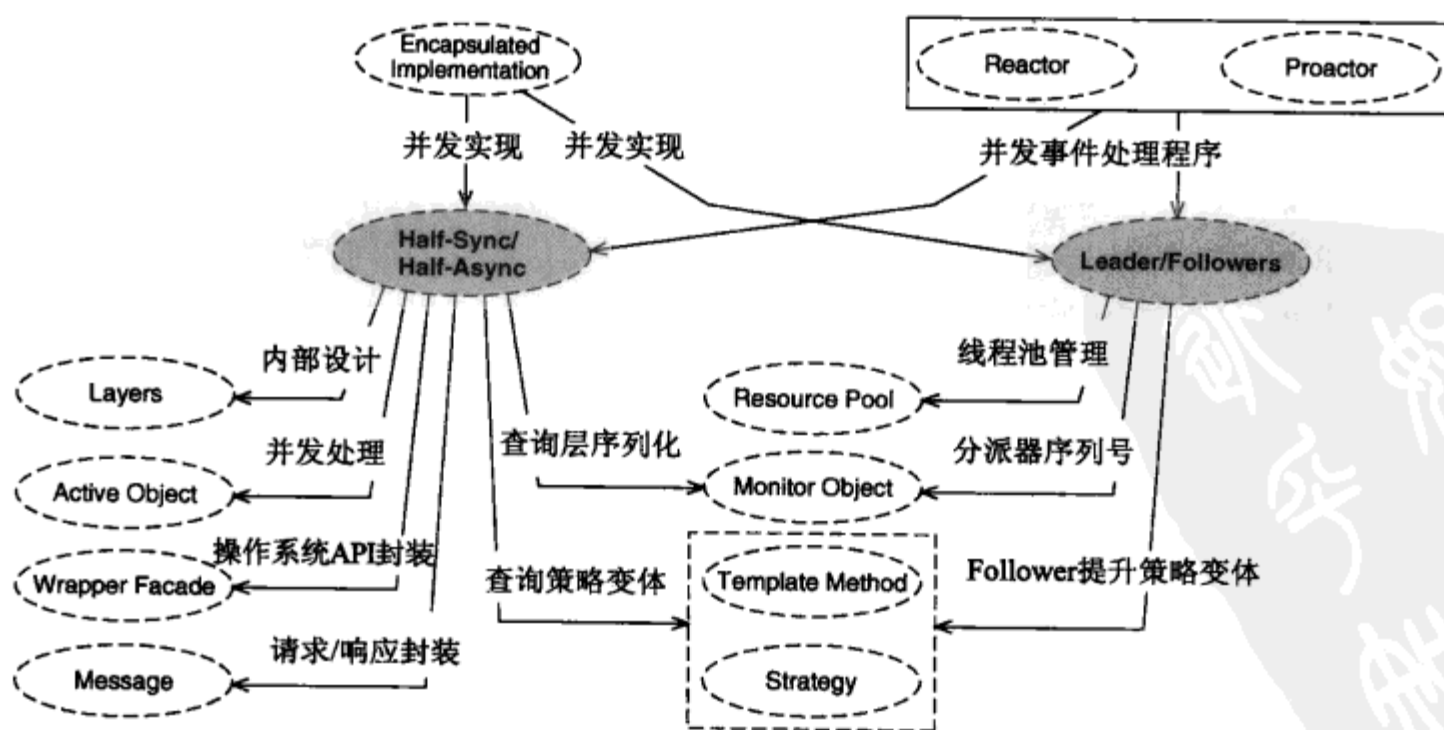 Encapsulated
Implementation
Reactor
Proactor
并发实现
并发实现
并发事件处理程序
Half-Sync/
Half-Async
Leader/Followers
内部设计
线程池管理
Layers
Resource Pool
并发处理
查询层序列化
分派器序列号
Active Object
Monitor Object
操作系统API封装
查询策略变体
Follower提升策略变体
Wrapper Facade
Template Method
请求/响应封装
Message
Strategy